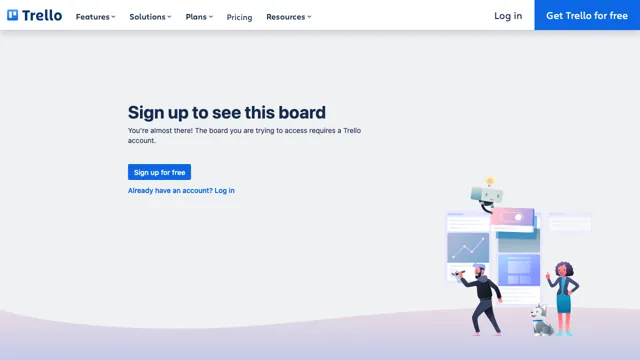 Trello
Features
Solutions
Plans
Pricing
Resources
Log in
Get Trello for free
Sign up to see this board
You're almost there! The board you are trying to access requires a Trello
account.
Sign up for free
Already have an account? Log in